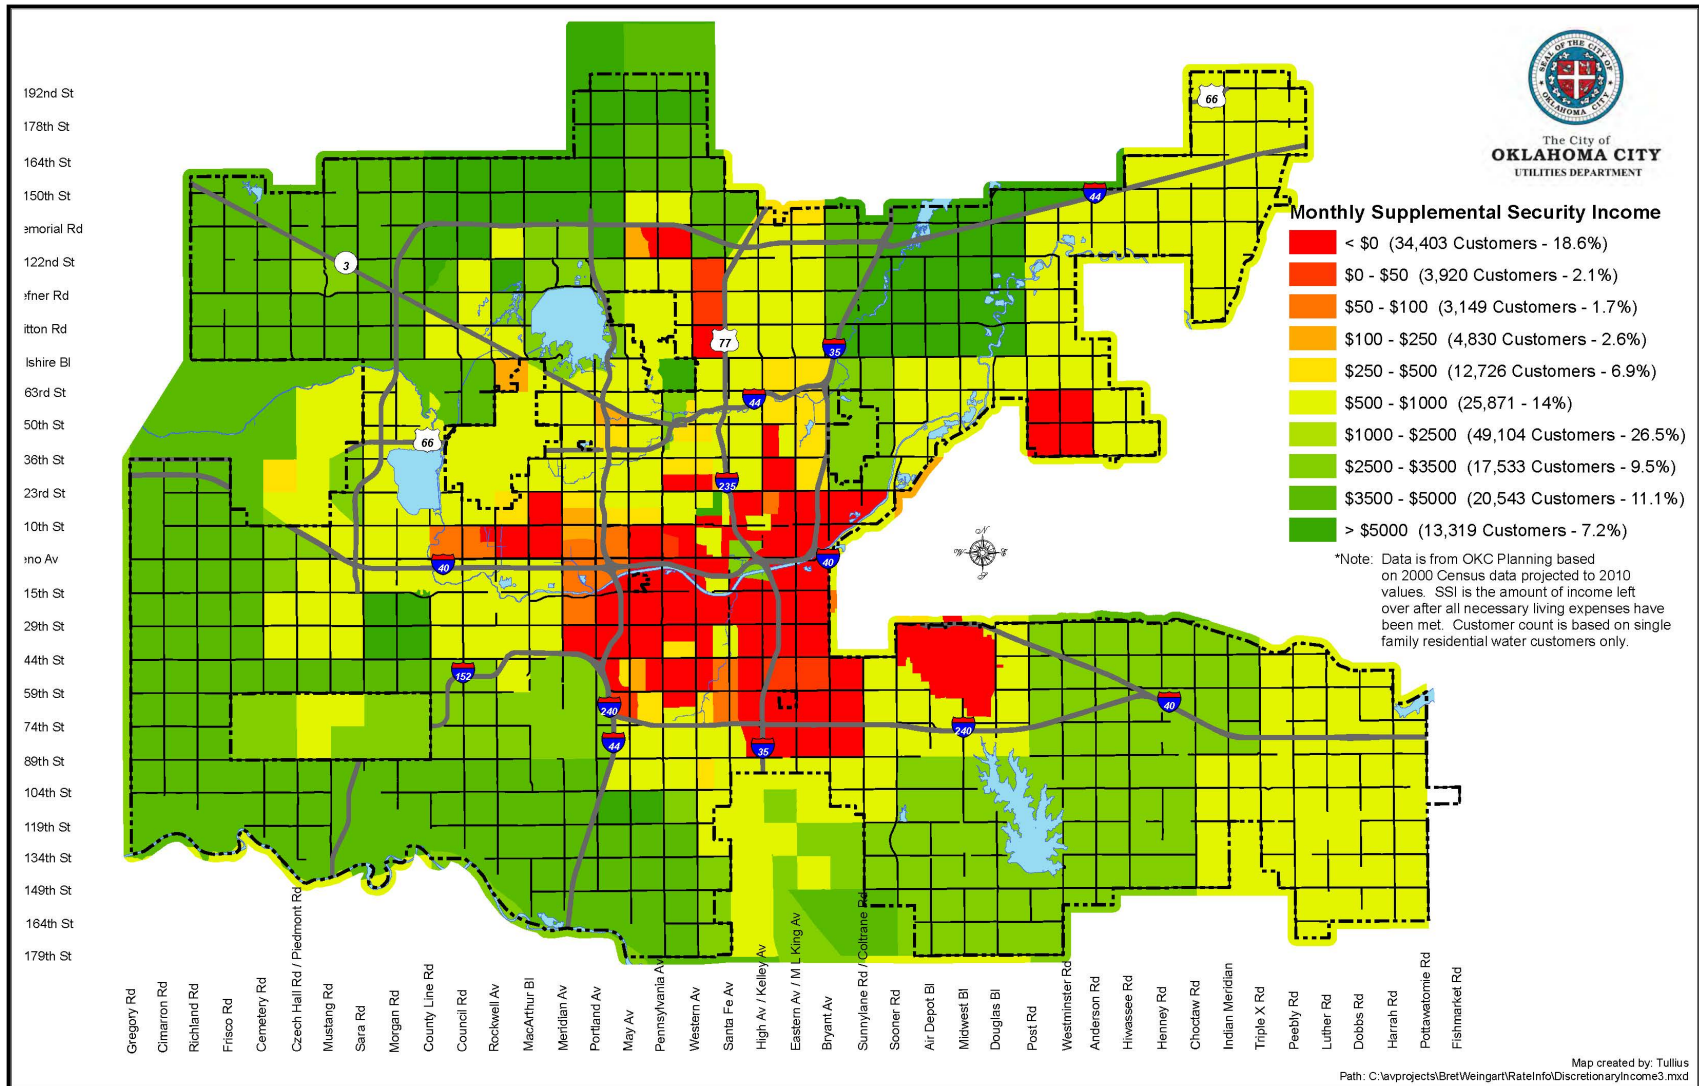 192nd St
178th St
164th St
150th St
emorial Rd
122nd St
efner Rd
itton Rd
lshire Bl
63rd St
50th St
36th St
23rd St
10th St
eno Av
15th St
29th St
44th St
59th St
74th St
89th St
104th St
119th St
134th St
149th St
164th St
179th St
66
44
3
77
35
44
66
235
40
40
152
240
44
35
240
40
N
SEAL OF THE CITY OF
OKLAHOMA CITY
The City of
OKLAHOMA CITY
UTILITIES DEPARTMENT
Monthly Supplemental Security Income
< $0 (34,403 Customers - 18.6%)
$0 - $50 (3,920 Customers - 2.1%)
$50 - $100 (3,149 Customers - 1.7%)
$100 - $250 (4,830 Customers - 2.6%)
$250 - $500 (12,726 Customers - 6.9%)
$500 - $1000 (25,871 - 14%)
$1000 - $2500 (49,104 Customers - 26.5%)
$2500 - $3500 (17,533 Customers - 9.5%)
$3500 - $5000 (20,543 Customers - 11.1%)
> $5000 (13,319 Customers - 7.2%)
*Note: Data is from OKC Planning based
on 2000 Census data projected to 2010
values. SSI is the amount of income left
over after all necessary living expenses have
been met. Customer count is based on single
family residential water customers only.
Gregory Rd
Cimarron Rd
Richland Rd
Frisco Rd
Cemetery Rd
Czech Hall Rd / Piedmont Rd
Mustang Rd
Sara Rd
Morgan Rd
County Line Rd
Council Rd
Rockwell Av
MacArthur Bl
Meridian Av
Portland Av
May Av
Pennsylvania Av
Western Av
Santa Fe Av
High Av / Kelley Av
Eastern Av / M L King Av
Bryant Av
Sunnylane Rd / Coltrane Rd
Sooner Rd
Air Depot Bl
Midwest Bl
Douglas Bl
Post Rd
Westminster Rd
Anderson Rd
Hiwassee Rd
Henney Rd
Choctaw Rd
Indian Meridian
Triple X Rd
Peebly Rd
Luther Rd
Dobbs Rd
Harrah Rd
Pottawatomie Rd
Fishmarket Rd
Map created by: Tullius
Path: C:\avprojects\BretWeingart\RateInfo\DiscretionaryIncome3.mxd